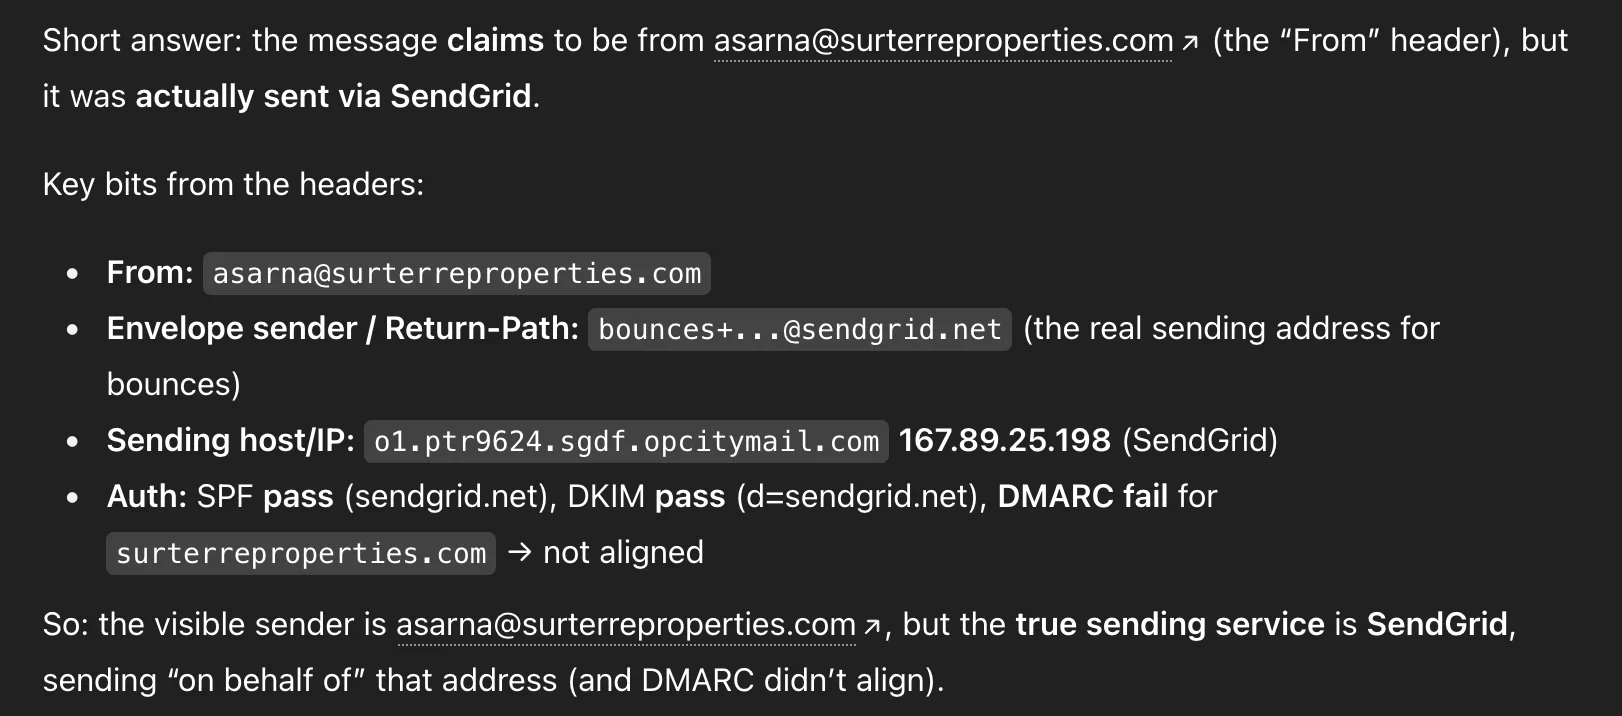 Short answer: the message claims to be from asarna@surterreproperties.com ↗ (the “From” header), but
it was actually sent via SendGrid.
Key bits from the headers:
• From: asarna@surterreproperties.com
• Envelope sender / Return-Path: bounces+...@sendgrid.net (the real sending address for
bounces)
• Sending host/IP: o1.ptr9624.sgdf.opcitymail.com 167.89.25.198 (SendGrid)
• Auth: SPF pass (sendgrid.net), DKIM pass (d=sendgrid.net), DMARC fail for
surterreproperties.com → not aligned
So: the visible sender is asarna@surterreproperties.com ↗, but the true sending service is SendGrid,
sending “on behalf of” that address (and DMARC didn’t align).